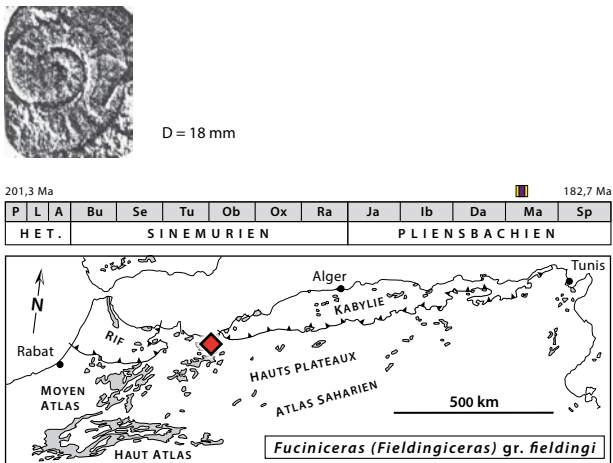 D = 18 mm
201,3 Ma 182,7 Ma
P L A Bu Se Tu Ob Ox Ra Ja Ib Da Ma Sp
HET. SINEMURIEN PLIENSBACHIEN
Tunis
Alger
N
KABYLIE
RIF
Rabat
HAUTS PLATEAUX
MOYEN
ATLAS
ATLAS SAHARIEN
500 km
HAUT ATLAS
Fuciniceras (Fieldingiceras) gr. fieldingi